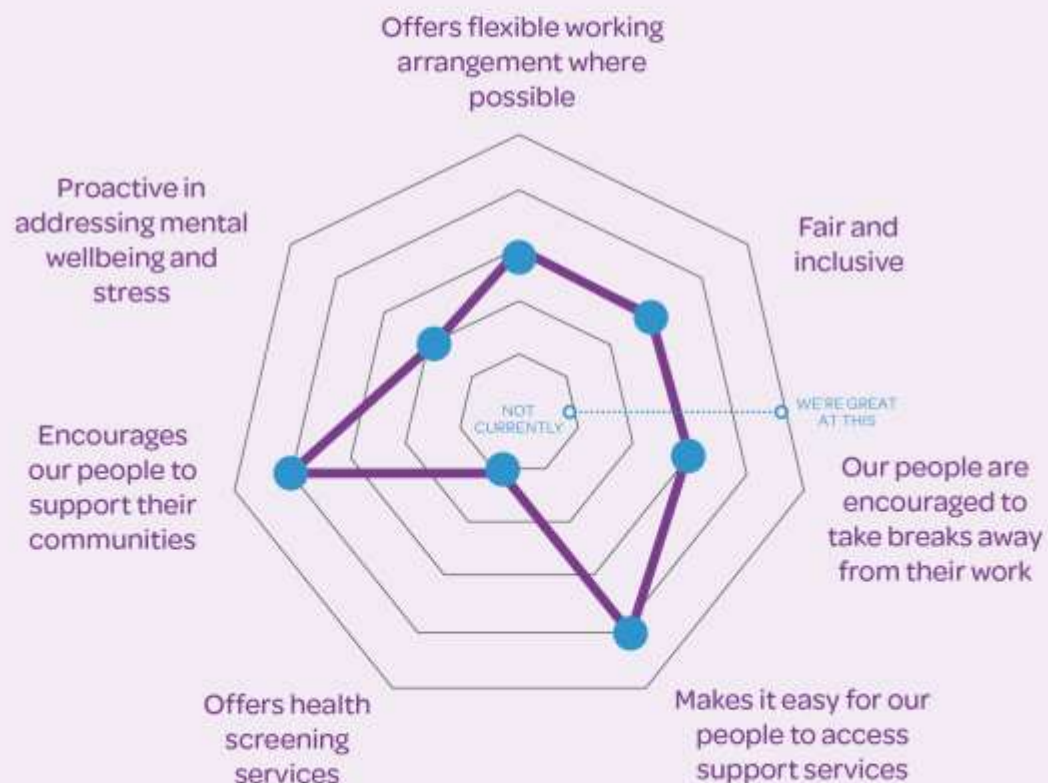 Offers flexible working
arrangement where
possible
Proactive in
addressing mental
wellbeing and
stress
Fair and
inclusive
NOT
CURRENTLY
WE'RE GREAT
AT THIS
Encourages
our people to
support their
communities
Our people are
encouraged to
take breaks away
from their work
Offers health
screening
services
Makes it easy for our
people to access
support services